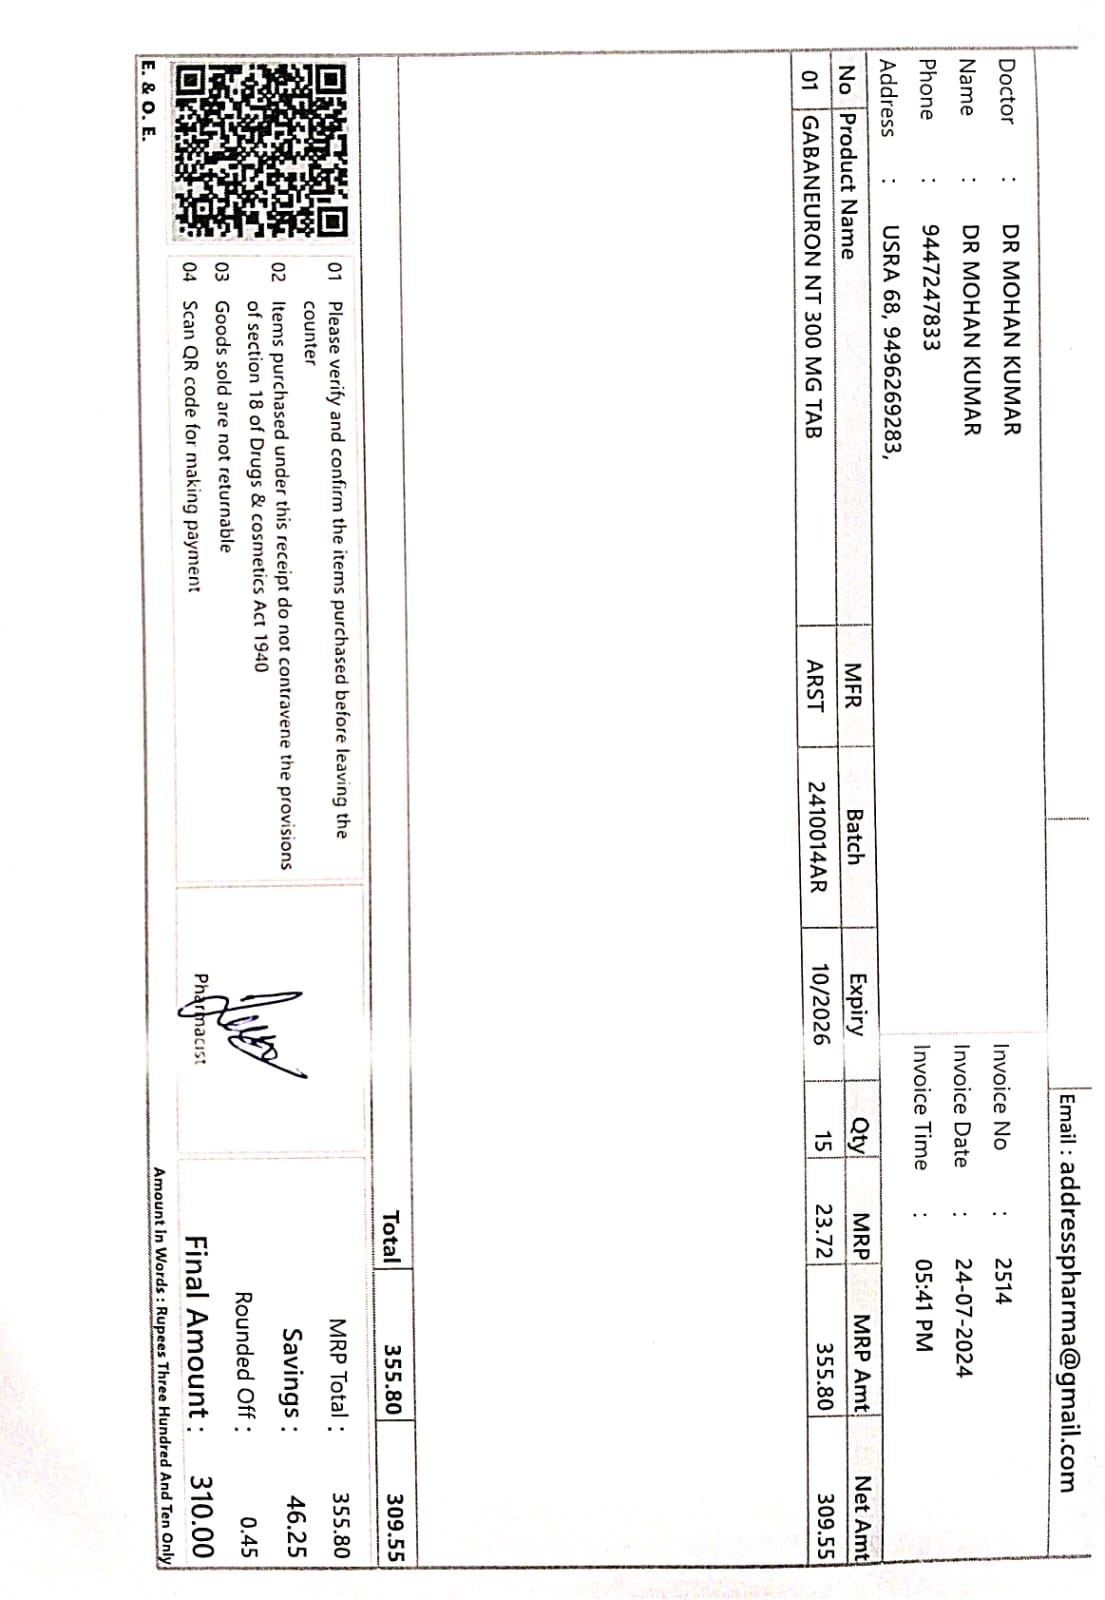 Email : addresspharma@gmail.com
Doctor : DR MOHAN KUMAR
Name : DR MOHAN KUMAR
Phone : 9447247833
Address : USRA 68, 9496269283,
Invoice No : 2514
Invoice Date : 24-07-2024
Invoice Time : 05:41 PM
No Product Name MFR Batch Expiry Qty MRP MRP Amt Net Amt
01 GABANEURON NT 300 MG TAB ARST 2410014AR 10/2026 15 23.72 355.80 309.55
Total 355.80 309.55
01 Please verify and confirm the items purchased before leaving the
counter
02 Items purchased under this receipt do not contravene the provisions
of section 18 of Drugs & cosmetics Act 1940
03 Goods sold are not returnable
04 Scan QR code for making payment
E. & O. E.
Pharmacist
MRP Total : 355.80
Savings : 46.25
Rounded Off : 0.45
Final Amount : 310.00
Amount In Words : Rupees Three Hundred And Ten Only